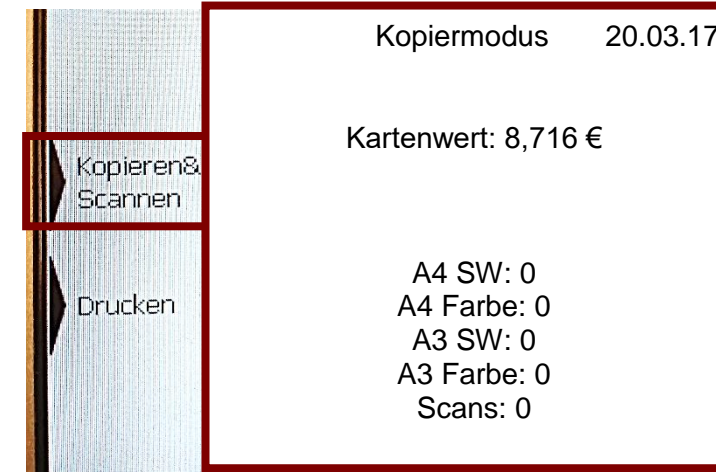 Kopiermodus 20.03.17
Kartenwert: 8,716 €
Kopieren&
Scannen
Drucken
A4 SW: 0
A4 Farbe: 0
A3 SW: 0
A3 Farbe: 0
Scans: 0